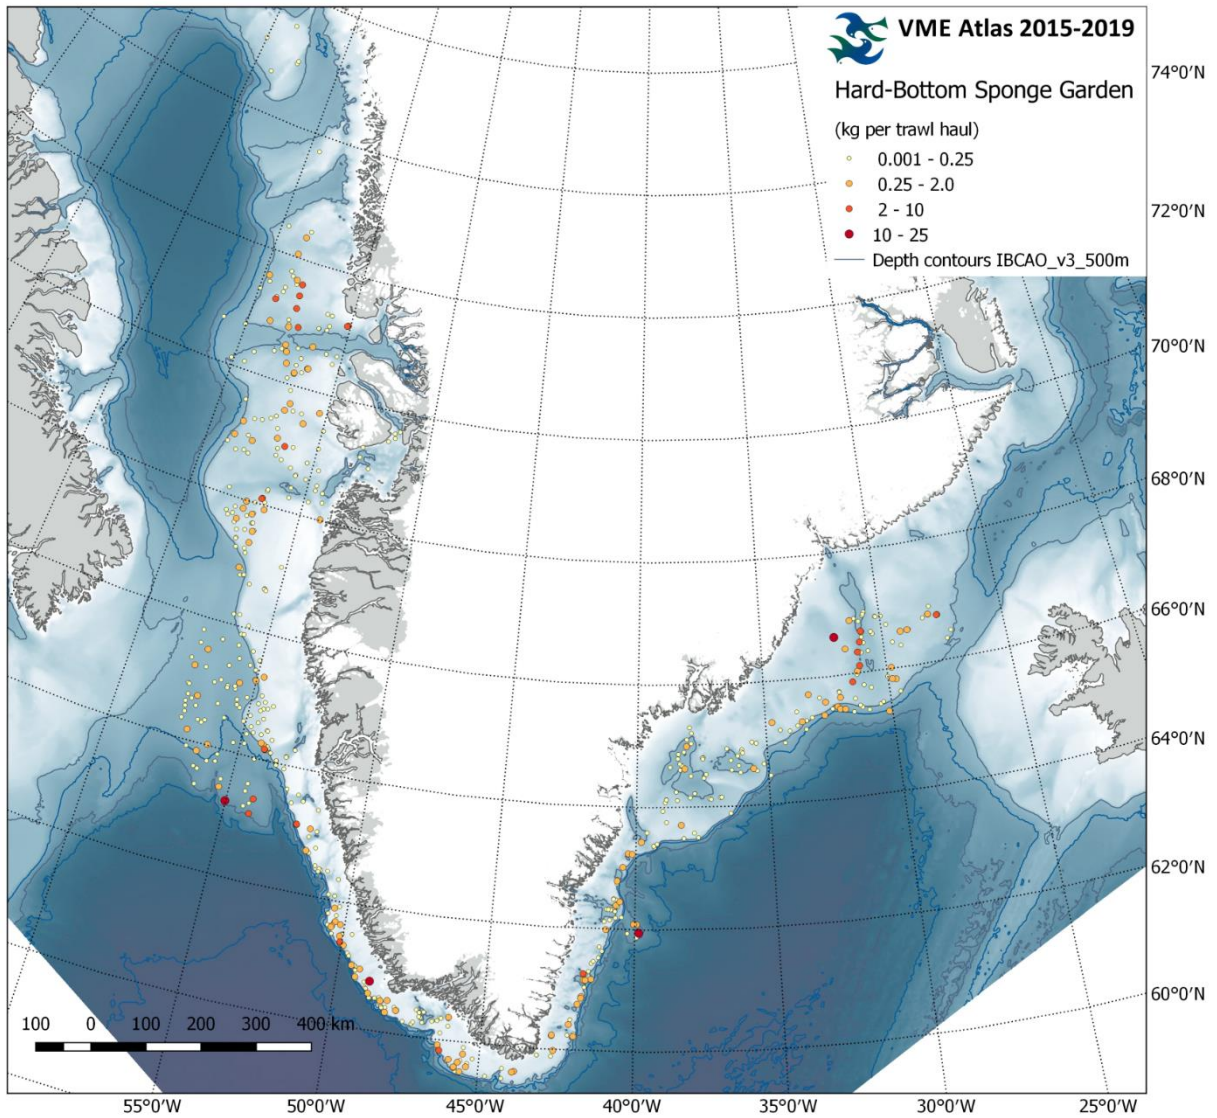 VME Atlas 2015-2019
Hard-Bottom Sponge Garden
(kg per trawl haul)
0.001 - 0.25
0.25 - 2.0
2 - 10
10 - 25
Depth contours IBCAO_v3_500m
74°0'N
72°0'N
70°0'N
68°0'N
66°0'N
64°0'N
62°0'N
60°0'N
100 0 100 200 300 400 km
55°0'W 50°0'W 45°0'W 40°0'W 35°0'W 30°0'W 25°0'W